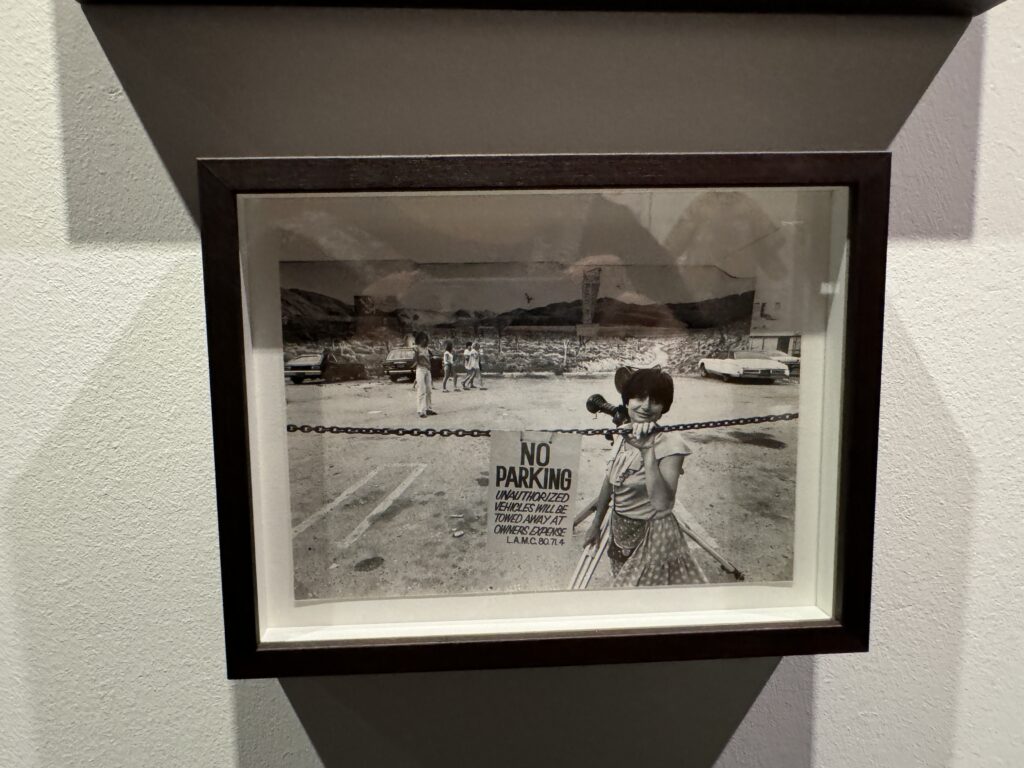 NO
PARKING
UNAUTHORIZED
VEHICLES WILL BE
TOWED AWAY AT
OWNERS EXPENSE
L.A.M.C. 80.71.4